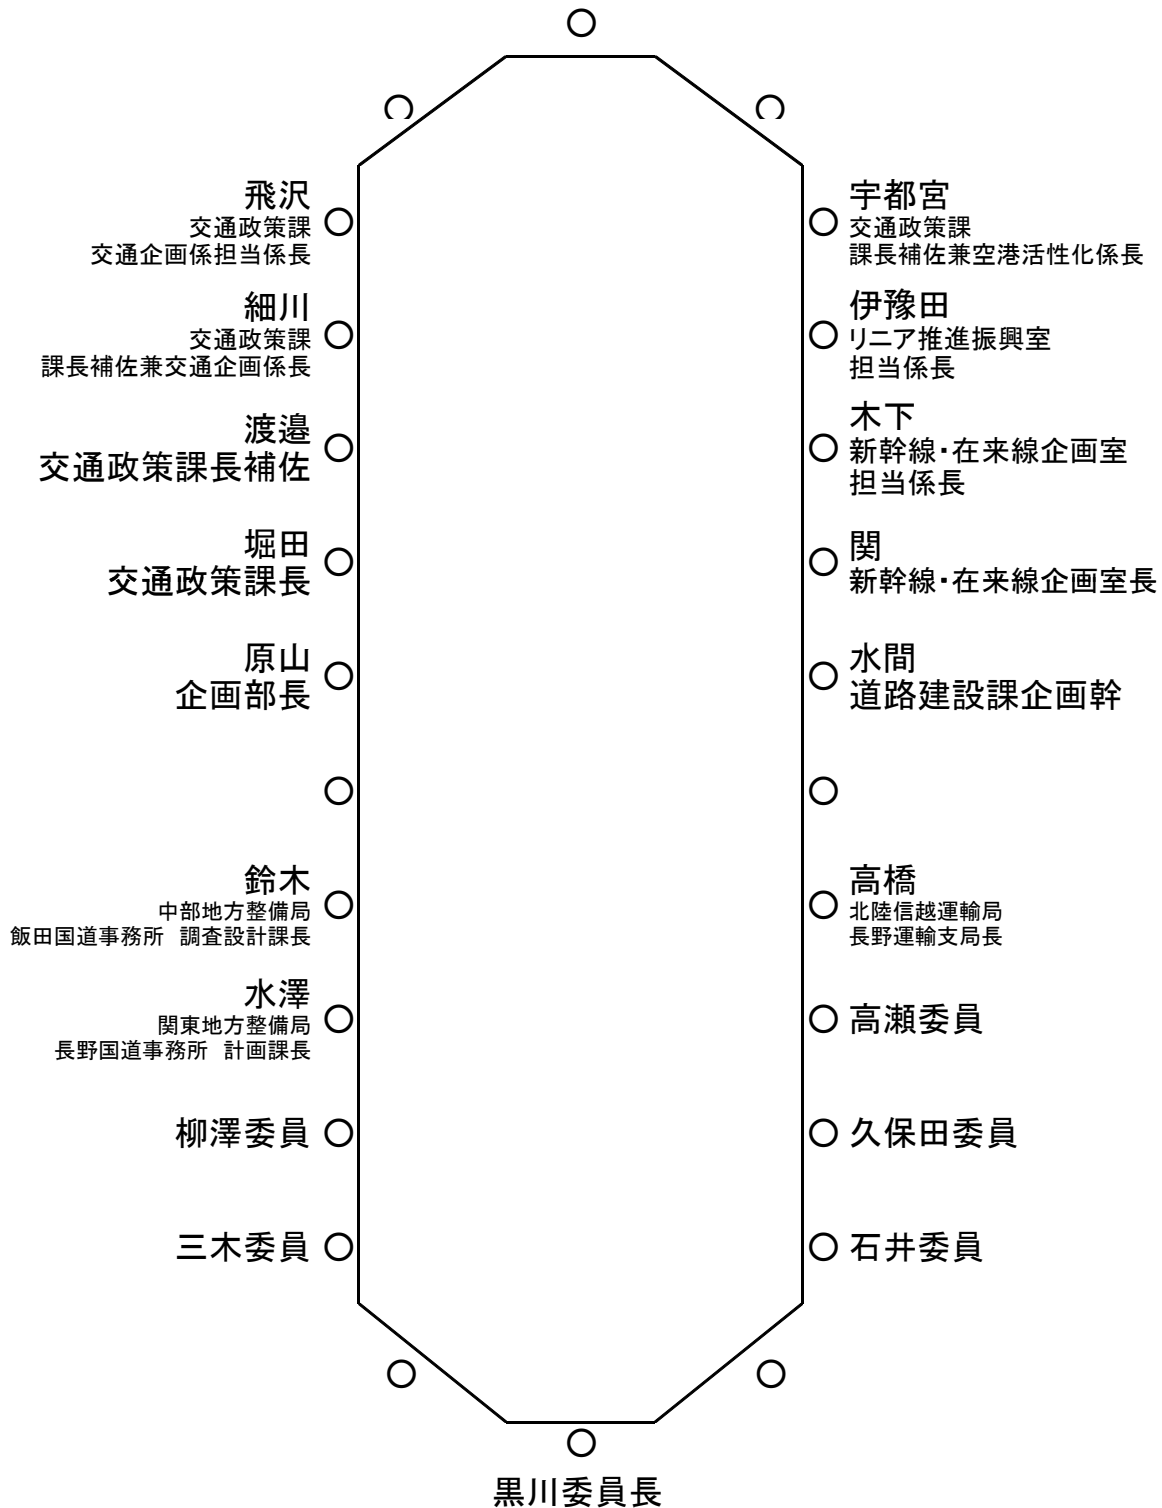 飛沢
交通政策課
交通企画係担当係長
細川
交通政策課
課長補佐兼交通企画係長
渡邉
交通政策課長補佐
堀田
交通政策課長
原山
企画部長
鈴木
中部地方整備局
飯田国道事務所 調査設計課長
水澤
関東地方整備局
長野国道事務所 計画課長
柳澤委員
三木委員
宇都宮
交通政策課
課長補佐兼空港活性化係長
伊豫田
リニア推進振興室
担当係長
木下
新幹線・在来線企画室
担当係長
関
新幹線・在来線企画室長
水間
道路建設課企画幹
高橋
北陸信越運輸局
長野運輸支局長
高瀬委員
久保田委員
石井委員
黒川委員長